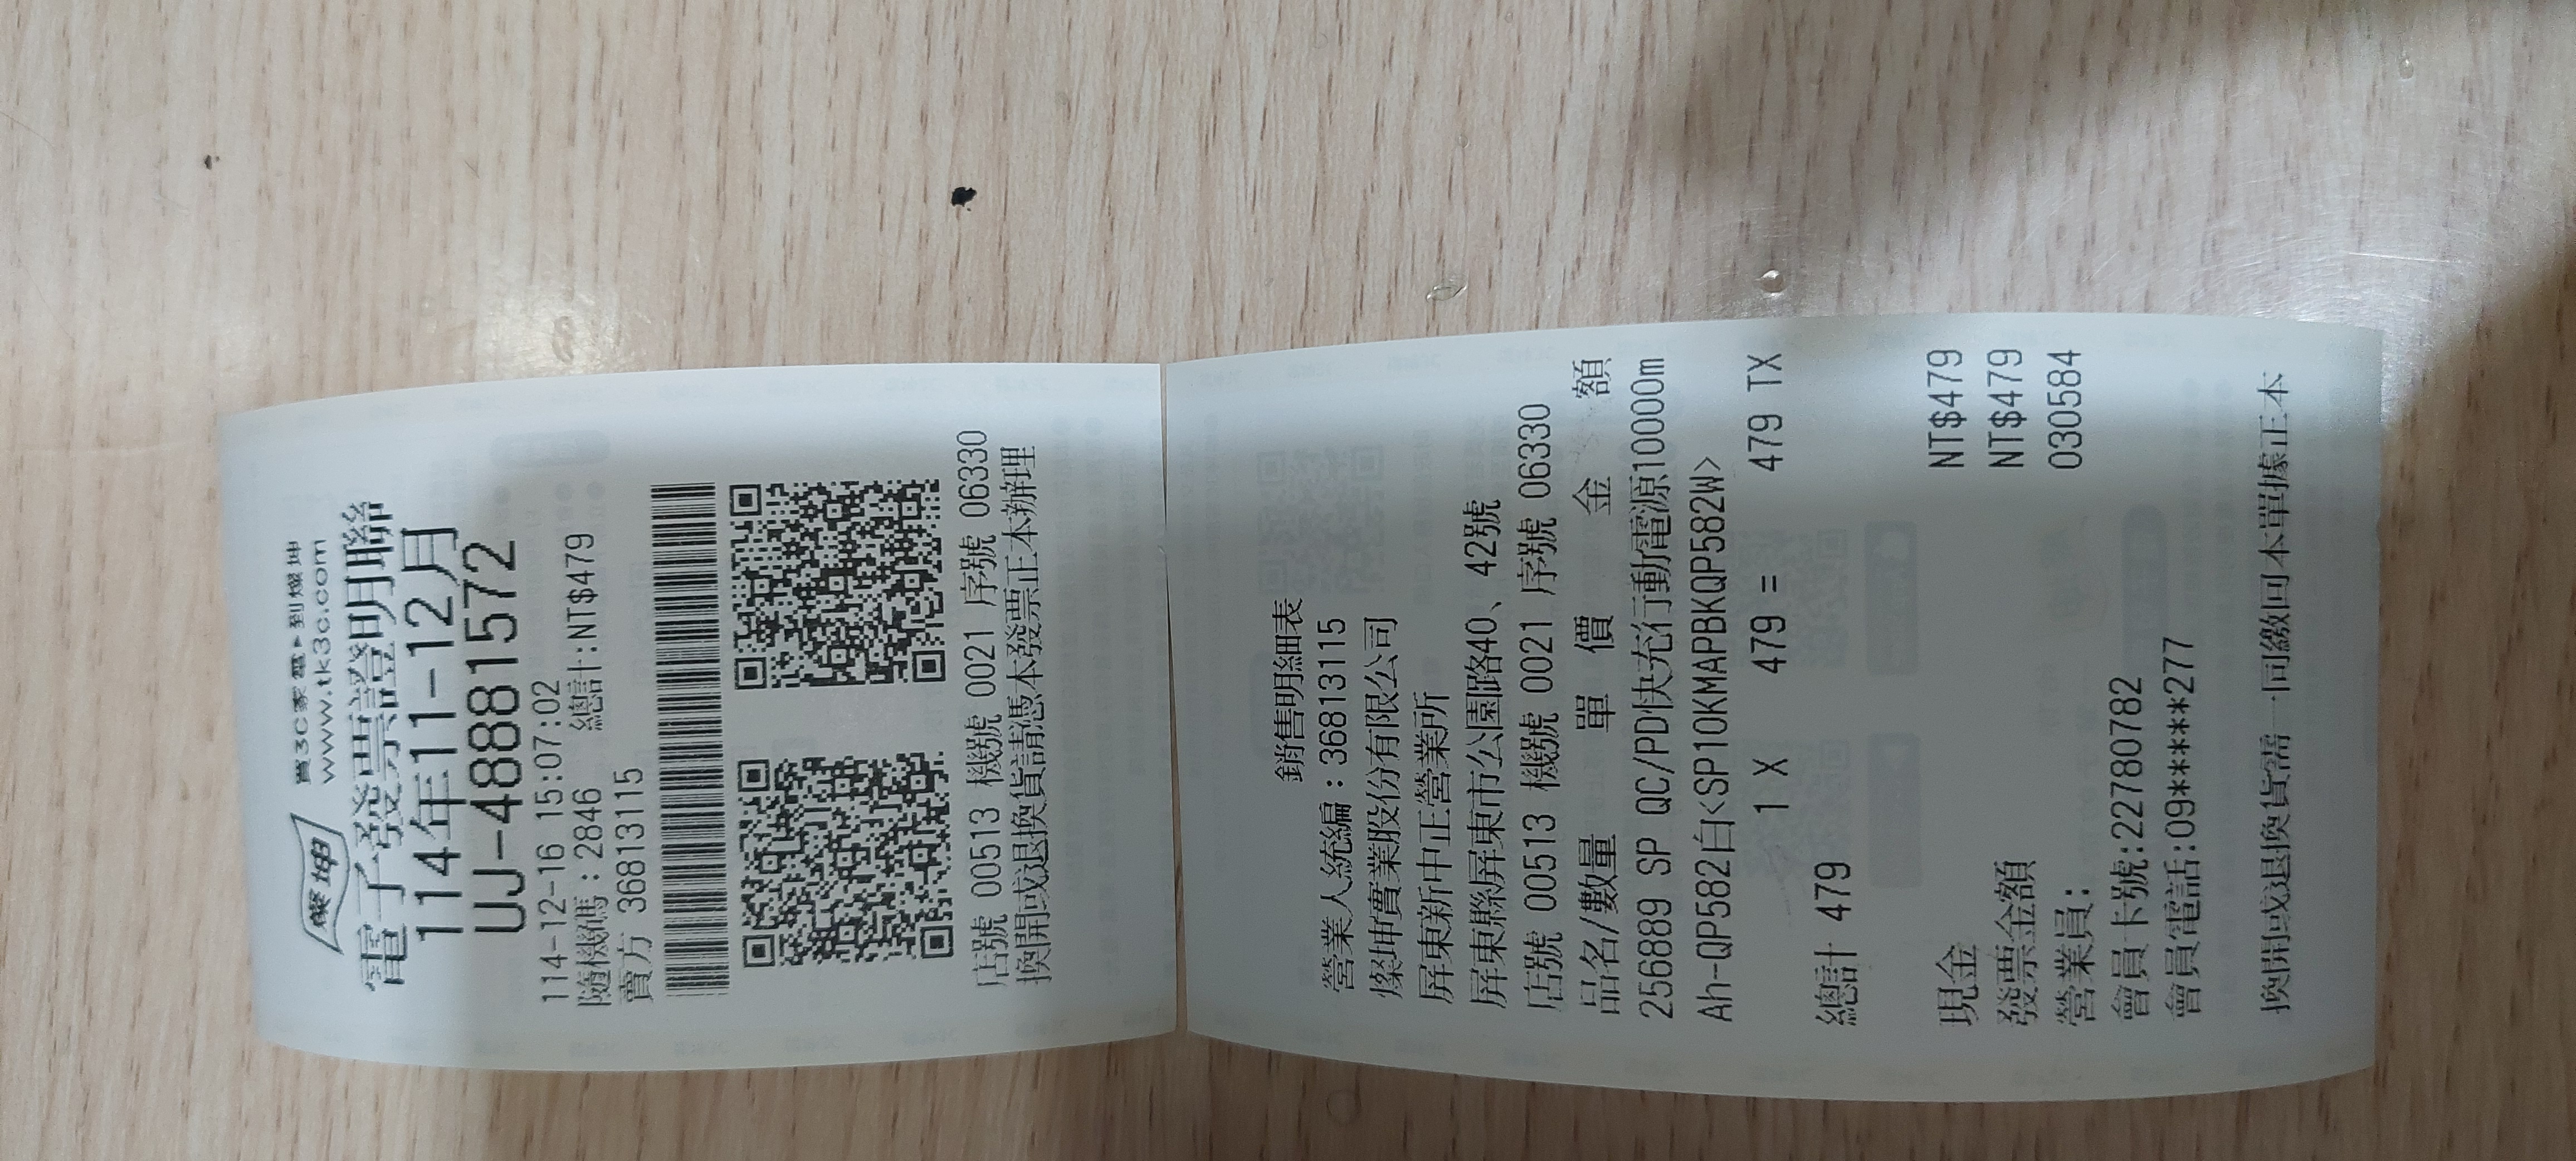 燦坤
買3C家電▸到燦坤
www.tk3c.com
電子發票證明聯
114年11-12月
UJ-48881572
114-12-16 15:07:02
隨機碼:2846 總計:NT$479
賣方 36813115
店號 00513 機號 0021 序號 06330
換開或退換貨請憑本發票正本辦理
銷售明細表
營業人統編:36813115
燦坤實業股份有限公司
屏東新中正營業所
屏東縣屏東市公園路40、42號
店號 00513 機號 0021 序號 06330
品名/數量 單 價 金 額
256889 SP QC/PD快充行動電源10000m
Ah-QP582白<SP10KMAPBKQP582W>
1 X 479 = 479 TX
總計 479
現金 NT$479
發票金額 NT$479
營業員: 030584
會員卡號:22780782
會員電話:09*****277
換開或退換貨需一同繳回本單據正本